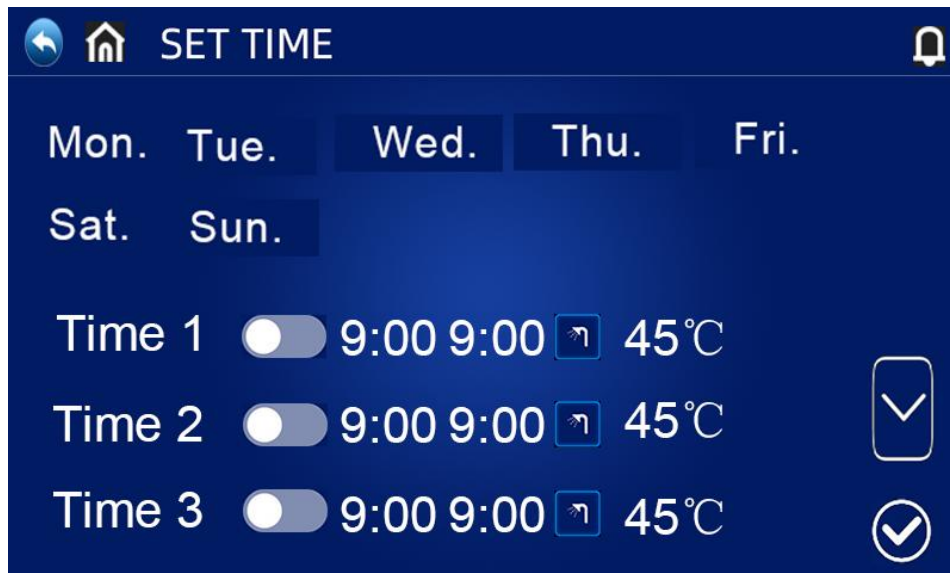 SET TIME
Mon. Tue. Wed. Thu. Fri.
Sat. Sun.
Time 1 9:00 9:00 45℃
Time 2 9:00 9:00 45℃
Time 3 9:00 9:00 45℃